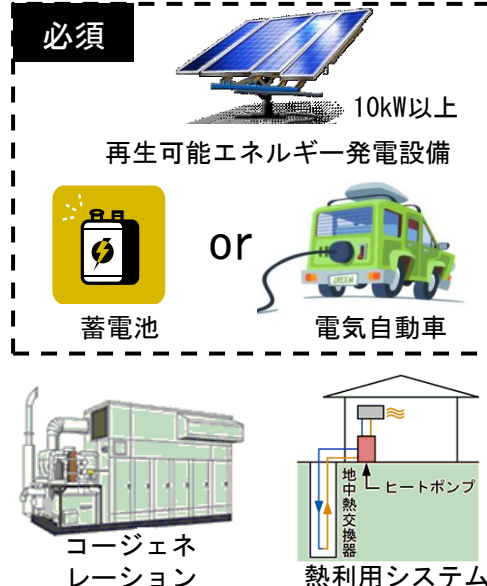 必須
10kW以上
再生可能エネルギー発電設備
or
蓄電池
電気自動車
GREEN
コージェネ
レーション
地中熱交換器
ヒートポンプ
熱利用システム